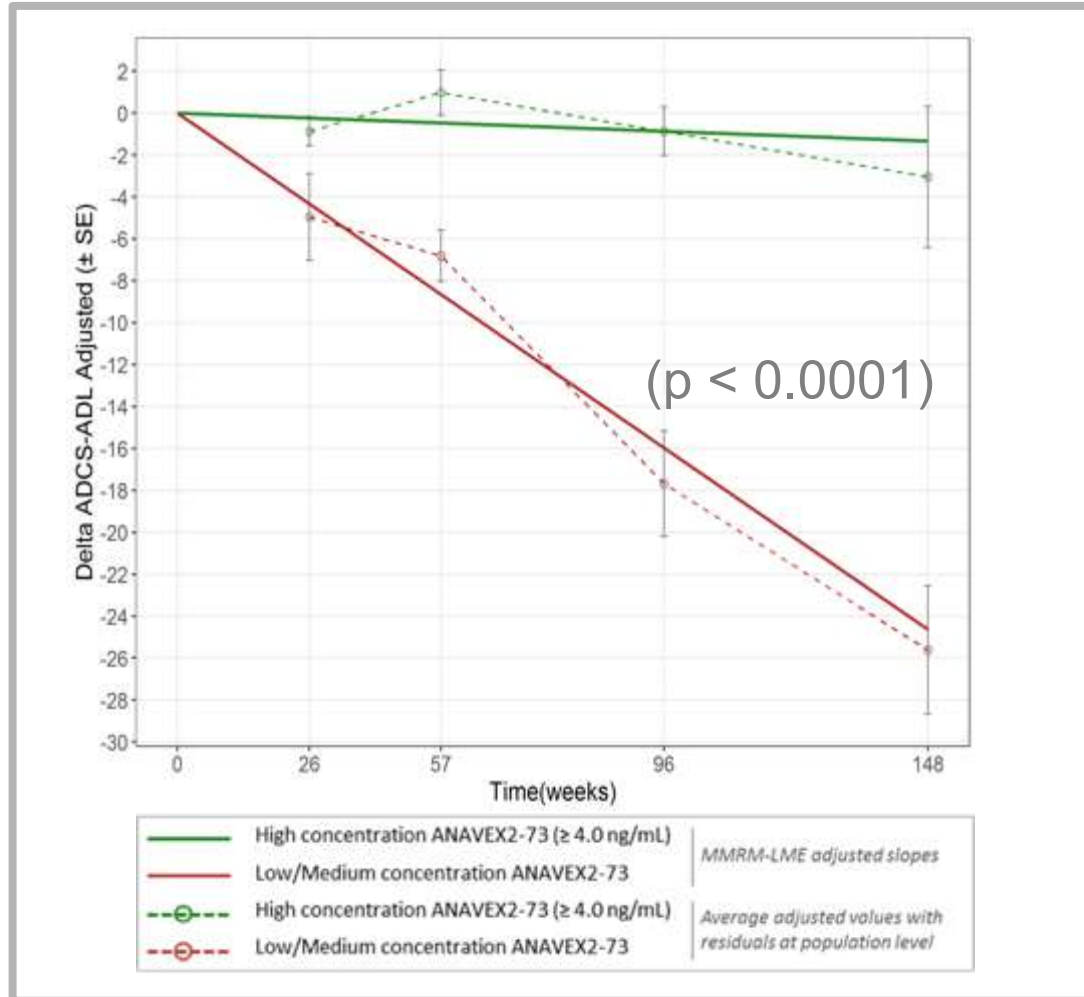 Delta ADCS-ADL Adjusted (± SE)
2
0
-2
-4
-6
-8
-10
-12
-14
-16
-18
-20
-22
-24
-26
-28
-30
(p < 0.0001)
0 26 57 96 148
Time(weeks)
High concentration ANAVEX2-73 (≥ 4.0 ng/mL)
Low/Medium concentration ANAVEX2-73
MMRM-LME adjusted slopes
High concentration ANAVEX2-73 (≥ 4.0 ng/mL)
Low/Medium concentration ANAVEX2-73
Average adjusted values with
residuals at population level